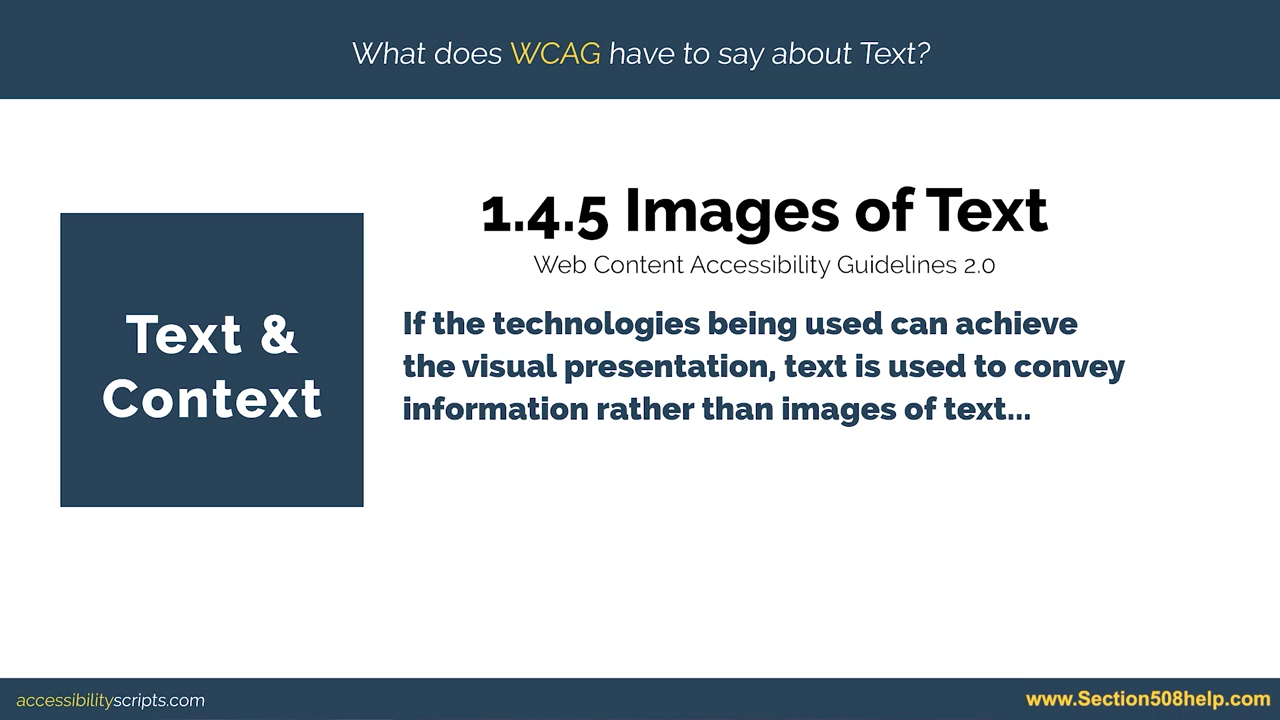 What does WCAG have to say about Text?
Text &
Context
1.4.5 Images of Text
Web Content Accessibility Guidelines 2.0
If the technologies being used can achieve
the visual presentation, text is used to convey
information rather than images of text...
accessibilityscripts.com
www.Section508help.com